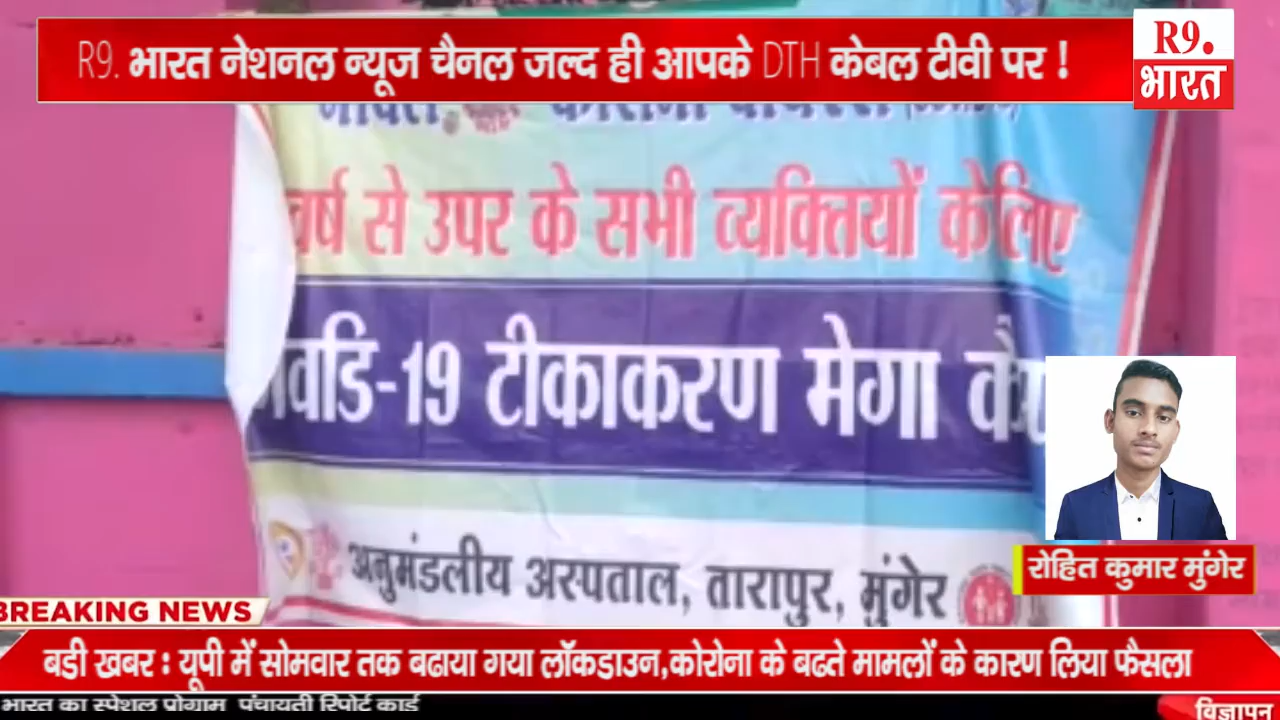 R9. भारत नेशनल न्यूज चैनल जल्द ही आपके DTH केबल टीवी पर !
R9.
भारत
वर्ष से उपर के सभी व्यक्तियों के लिए
-19 टीकाकरण मेगा
अनुमंडलीय अस्पताल, तारापुर, मुंगेर
रोहित कुमार मुंगेर
BREAKING NEWS
बडी खबर : यूपी में सोमवार तक बढाया गया लॉकडाउन,कोरोना के बढते मामलों के कारण लिया फैसला
भारत का स्पेशल प्रोग्राम पंचायती रिपोर्ट कार्ड
विज्ञापन